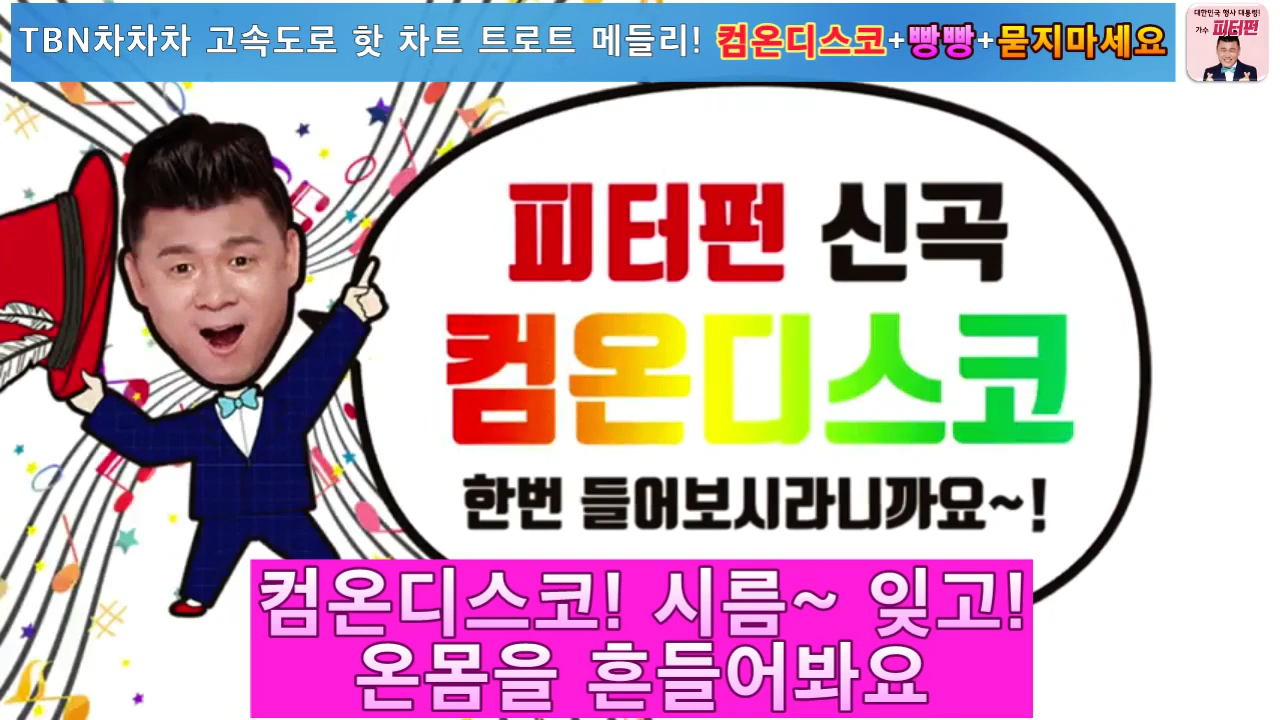 TBN차차차 고속도로 핫 차트 트로트 메들리! 컴온디스코+빵빵+묻지마세요
대한민국 행사 대통령!
가수 피터펀
피터펀 신곡
컴온디스코
한번 들어보시라니까요~!
컴온디스코! 시름~ 잊고!
온몸을 흔들어봐요